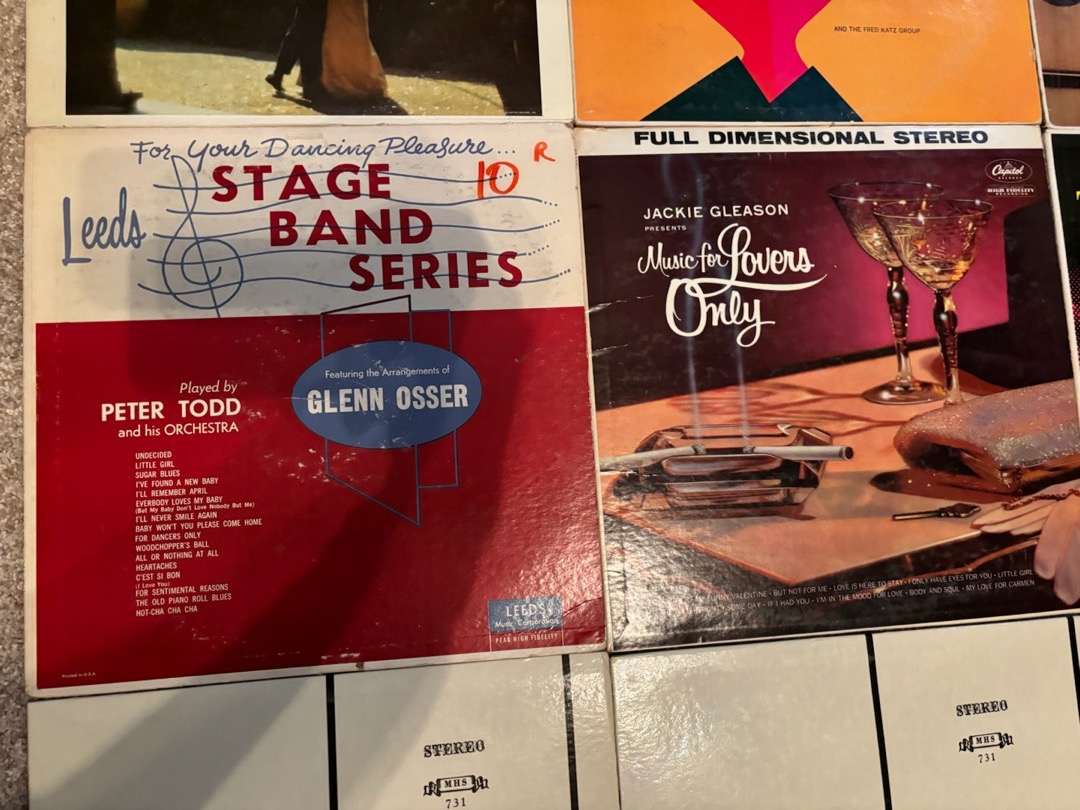 AND THE FRED KATZ GROUP
For Your Dancing Pleasure...
10 R
Leeds
STAGE
BAND
SERIES
Featuring the Arrangements of
GLENN OSSER
Played by
PETER TODD
and his ORCHESTRA
UNDECIDED
LITTLE GIRL
SUGAR BLUES
I'VE FOUND A NEW BABY
I'LL REMEMBER APRIL
EVERBODY LOVES MY BABY
(But My Baby Don't Love Nobody But Me)
I'LL NEVER SMILE AGAIN
BABY WON'T YOU PLEASE COME HOME
FOR DANCERS ONLY
WOODCHOPPER'S BALL
ALL OR NOTHING AT ALL
HEARTACHES
C'EST SI BON
(I Love You)
FOR SENTIMENTAL REASONS
THE OLD PIANO ROLL BLUES
HOT-CHA CHA CHA
LEEDS
Music Corporation
PEAK HIGH FIDELITY
Printed in U.S.A
FULL DIMENSIONAL STEREO
Capitol
RECORDS
HIGH FIDELITY
RECORDING
JACKIE GLEASON
PRESENTS
Music for Lovers
Only
FUNNY VALENTINE • BUT NOT FOR ME • LOVE IS HERE TO STAY • I ONLY HAVE EYES FOR YOU • LITTLE GIRL
SOME DAY • IF I HAD YOU • I'M IN THE MOOD FOR LOVE • BODY AND SOUL • MY LOVE FOR CARMEN
STEREO
MHS
731
STEREO
MHS
731